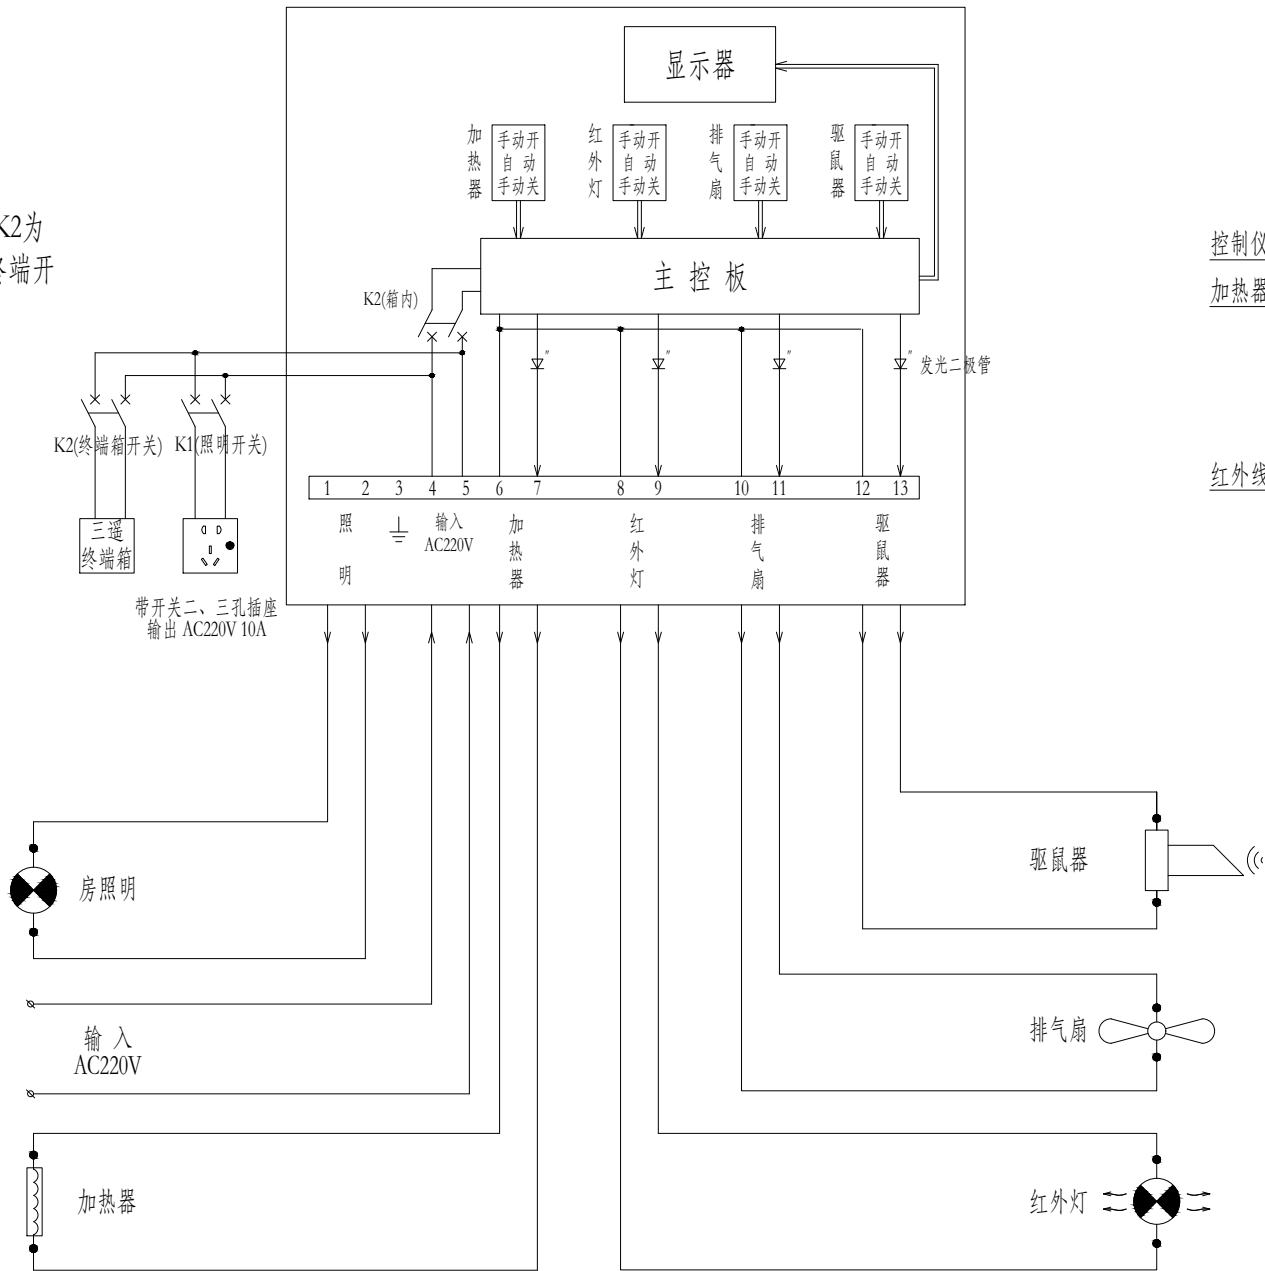 显示器
加热器
手动开
自 动
手动关
红外灯
手动开
自 动
手动关
排气扇
手动开
自 动
手动关
驱鼠器
手动开
自 动
手动关
K2为
终端开
控制仪
加热器
主 控 板
K2(箱内)
发光二极管
K2(终端箱开关)
K1(照明开关)
红外线
1 2 3 4 5 6 7 8 9 10 11 12 13
三遥
终端箱
照明
输入
AC220V
加热器
红外灯
排气扇
驱鼠器
带开关二、三孔插座
输出 AC220V 10A
房照明
驱鼠器
输 入
AC220V
排气扇
加热器
红外灯